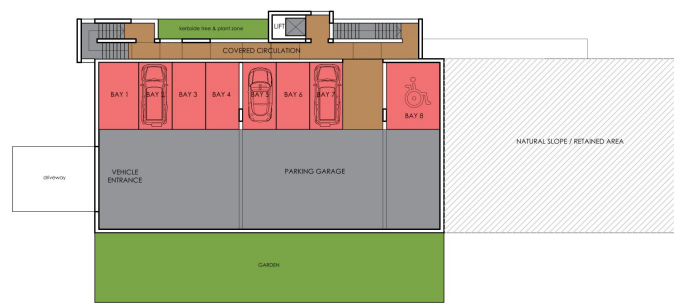 kerbside tree & plant zone
LIFT
COVERED CIRCULATION
BAY 1
BAY 2
BAY 3
BAY 4
BAY 5
BAY 6
BAY 7
BAY 8
NATURAL SLOPE / RETAINED AREA
driveway
VEHICLE
ENTRANCE
PARKING GARAGE
GARDEN